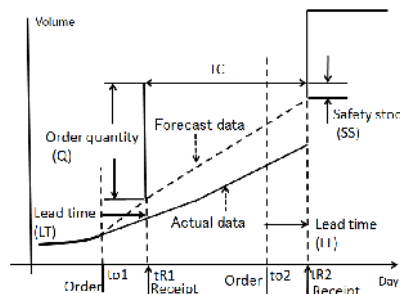 Volume
TC
Safety stoc
(SS)
Order quantity
(Q)
Forecast data
Lead time
(LT)
Actual data
Lead time
(LT)
to1
tR1
to2
tR2
Day
Order
Receipt
Order
Receipt